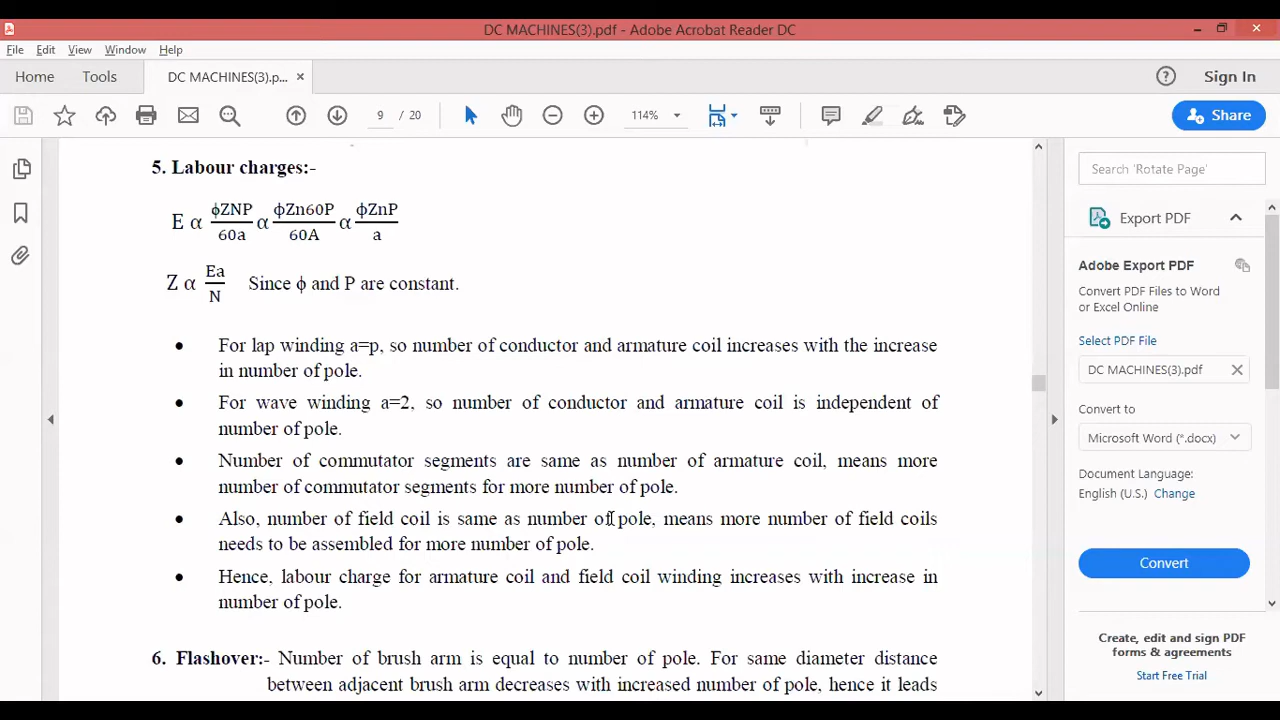 DC MACHINES(3).pdf - Adobe Acrobat Reader DC
File Edit View Window Help
Home Tools DC MACHINES(3).p... × Sign In
9 / 20 114% Share
5. Labour charges:-
E α ϕZNP/60a α ϕZn60P/60A α ϕZnP/a
Z α Ea/N Since ϕ and P are constant.
• For lap winding a=p, so number of conductor and armature coil increases with the increase
in number of pole.
• For wave winding a=2, so number of conductor and armature coil is independent of
number of pole.
• Number of commutator segments are same as number of armature coil, means more
number of commutator segments for more number of pole.
• Also, number of field coil is same as number of pole, means more number of field coils
needs to be assembled for more number of pole.
• Hence, labour charge for armature coil and field coil winding increases with increase in
number of pole.
6. Flashover:- Number of brush arm is equal to number of pole. For same diameter distance
between adjacent brush arm decreases with increased number of pole, hence it leads
Search 'Rotate Page'
Export PDF
Adobe Export PDF
Convert PDF Files to Word
or Excel Online
Select PDF File
DC MACHINES(3).pdf
Convert to
Microsoft Word (*.docx)
Document Language:
English (U.S.) Change
Convert
Create, edit and sign PDF
forms & agreements
Start Free Trial